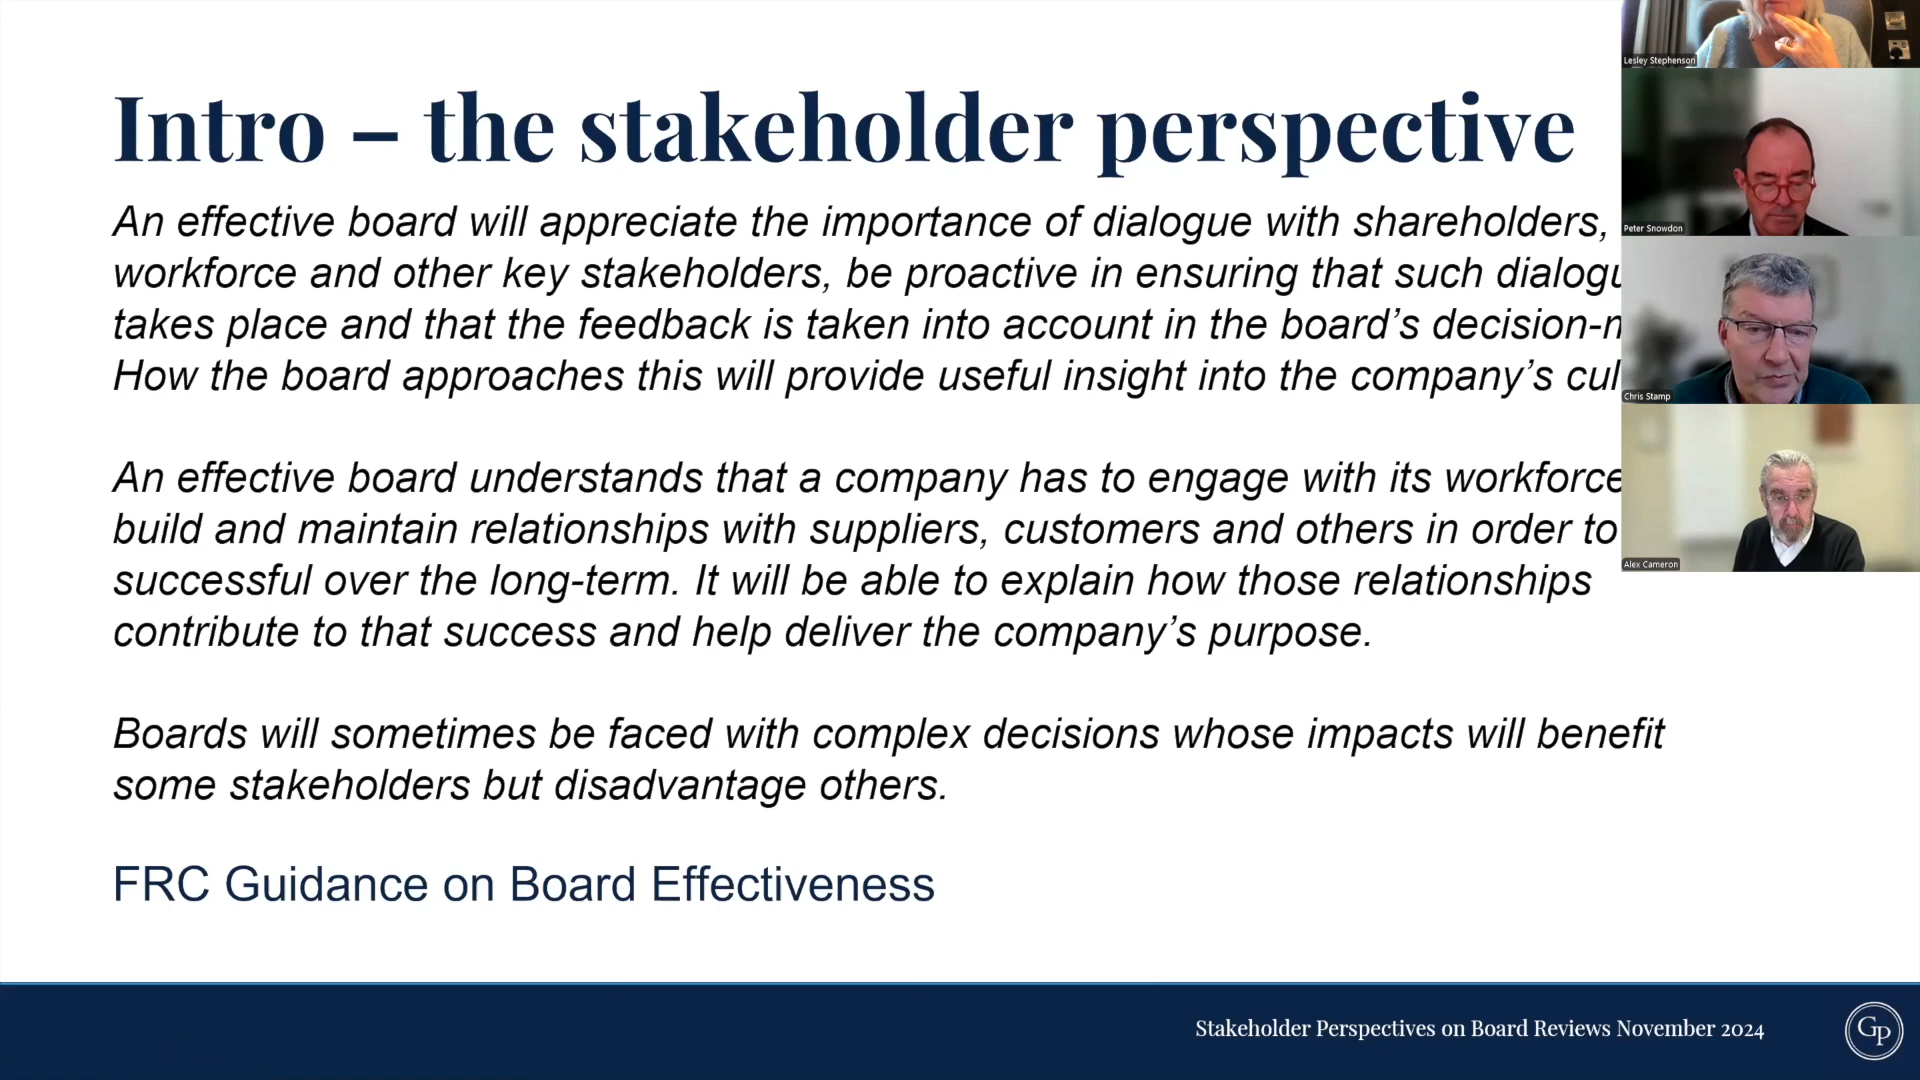 Intro – the stakeholder perspective
An effective board will appreciate the importance of dialogue with shareholders,
workforce and other key stakeholders, be proactive in ensuring that such dialogu
takes place and that the feedback is taken into account in the board’s decision-m
How the board approaches this will provide useful insight into the company’s cul
An effective board understands that a company has to engage with its workforce
build and maintain relationships with suppliers, customers and others in order to
successful over the long-term. It will be able to explain how those relationships
contribute to that success and help deliver the company’s purpose.
Boards will sometimes be faced with complex decisions whose impacts will benefit
some stakeholders but disadvantage others.
FRC Guidance on Board Effectiveness
Stakeholder Perspectives on Board Reviews November 2024
GP
Lesley Stephenson
Peter Snowdon
Chris Stamp
Alex Cameron